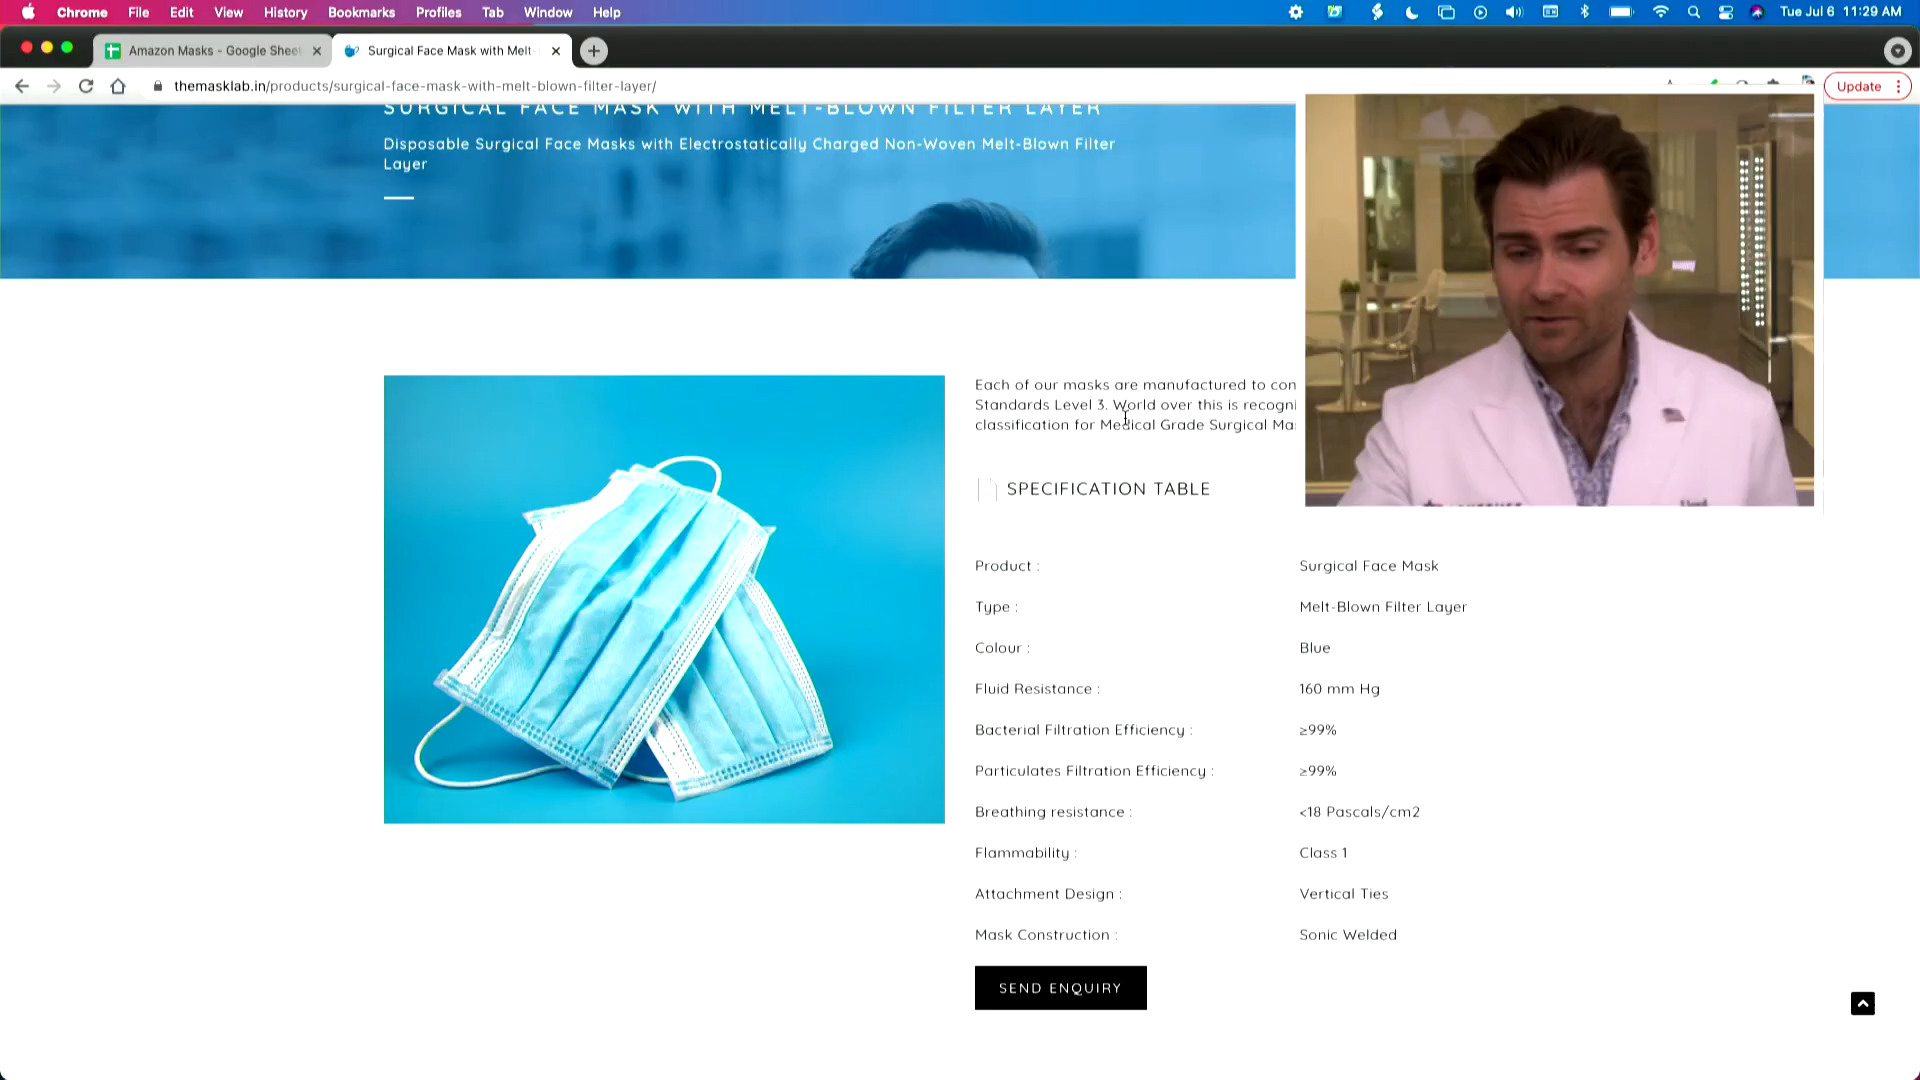 Chrome File Edit View History Bookmarks Profiles Tab Window Help Tue Jul 6 11:29 AM
Amazon Masks - Google Sheet Surgical Face Mask with Melt-
themasklab.in/products/surgical-face-mask-with-melt-blown-filter-layer/ Update
SURGICAL FACE MASK WITH MELT-BLOWN FILTER LAYER
Disposable Surgical Face Masks with Electrostatically Charged Non-Woven Melt-Blown Filter
Layer
Each of our masks are manufactured to con
Standards Level 3. World over this is recogni
classification for Medical Grade Surgical Ma
SPECIFICATION TABLE
Product : Surgical Face Mask
Type : Melt-Blown Filter Layer
Colour : Blue
Fluid Resistance : 160 mm Hg
Bacterial Filtration Efficiency : ≥99%
Particulates Filtration Efficiency : ≥99%
Breathing resistance : <18 Pascals/cm2
Flammability : Class 1
Attachment Design : Vertical Ties
Mask Construction : Sonic Welded
SEND ENQUIRY